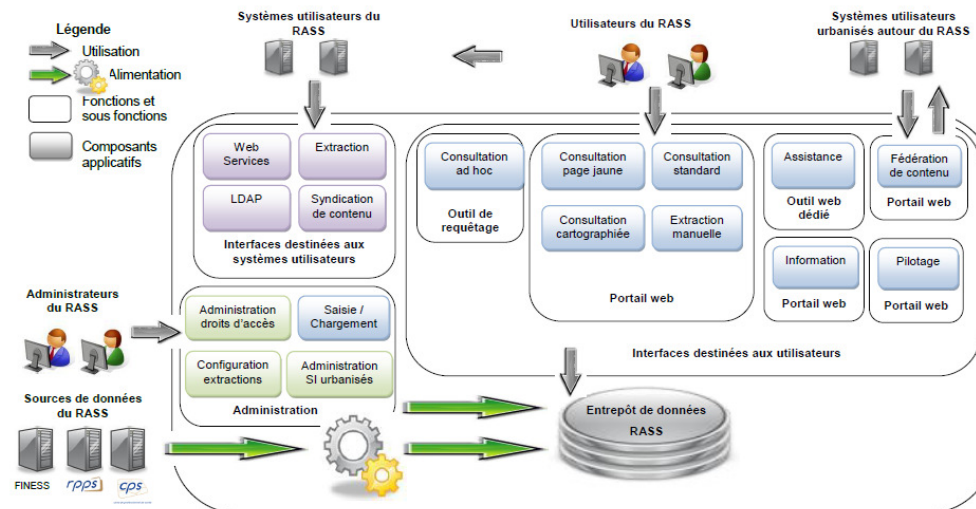 Légende
Utilisation
Alimentation
Fonctions et
sous fonctions
Composants
applicatifs
Systèmes utilisateurs du
RASS
Utilisateurs du RASS
Systèmes utilisateurs
urbanisés autour du RASS
Web
Services
Extraction
LDAP
Syndication
de contenu
Interfaces destinées aux
systèmes utilisateurs
Consultation
ad hoc
Outil de
requêtage
Consultation
page jaune
Consultation
standard
Consultation
cartographiée
Extraction
manuelle
Portail web
Assistance
Outil web
dédié
Fédération
de contenu
Portail web
Information
Portail web
Pilotage
Portail web
Interfaces destinées aux utilisateurs
Administrateurs
du RASS
Administration
droits d'accès
Saisie /
Chargement
Configuration
extractions
Administration
SI urbanisés
Administration
Sources de données
du RASS
FINESS
rpps
cps
Entrepôt de données
RASS